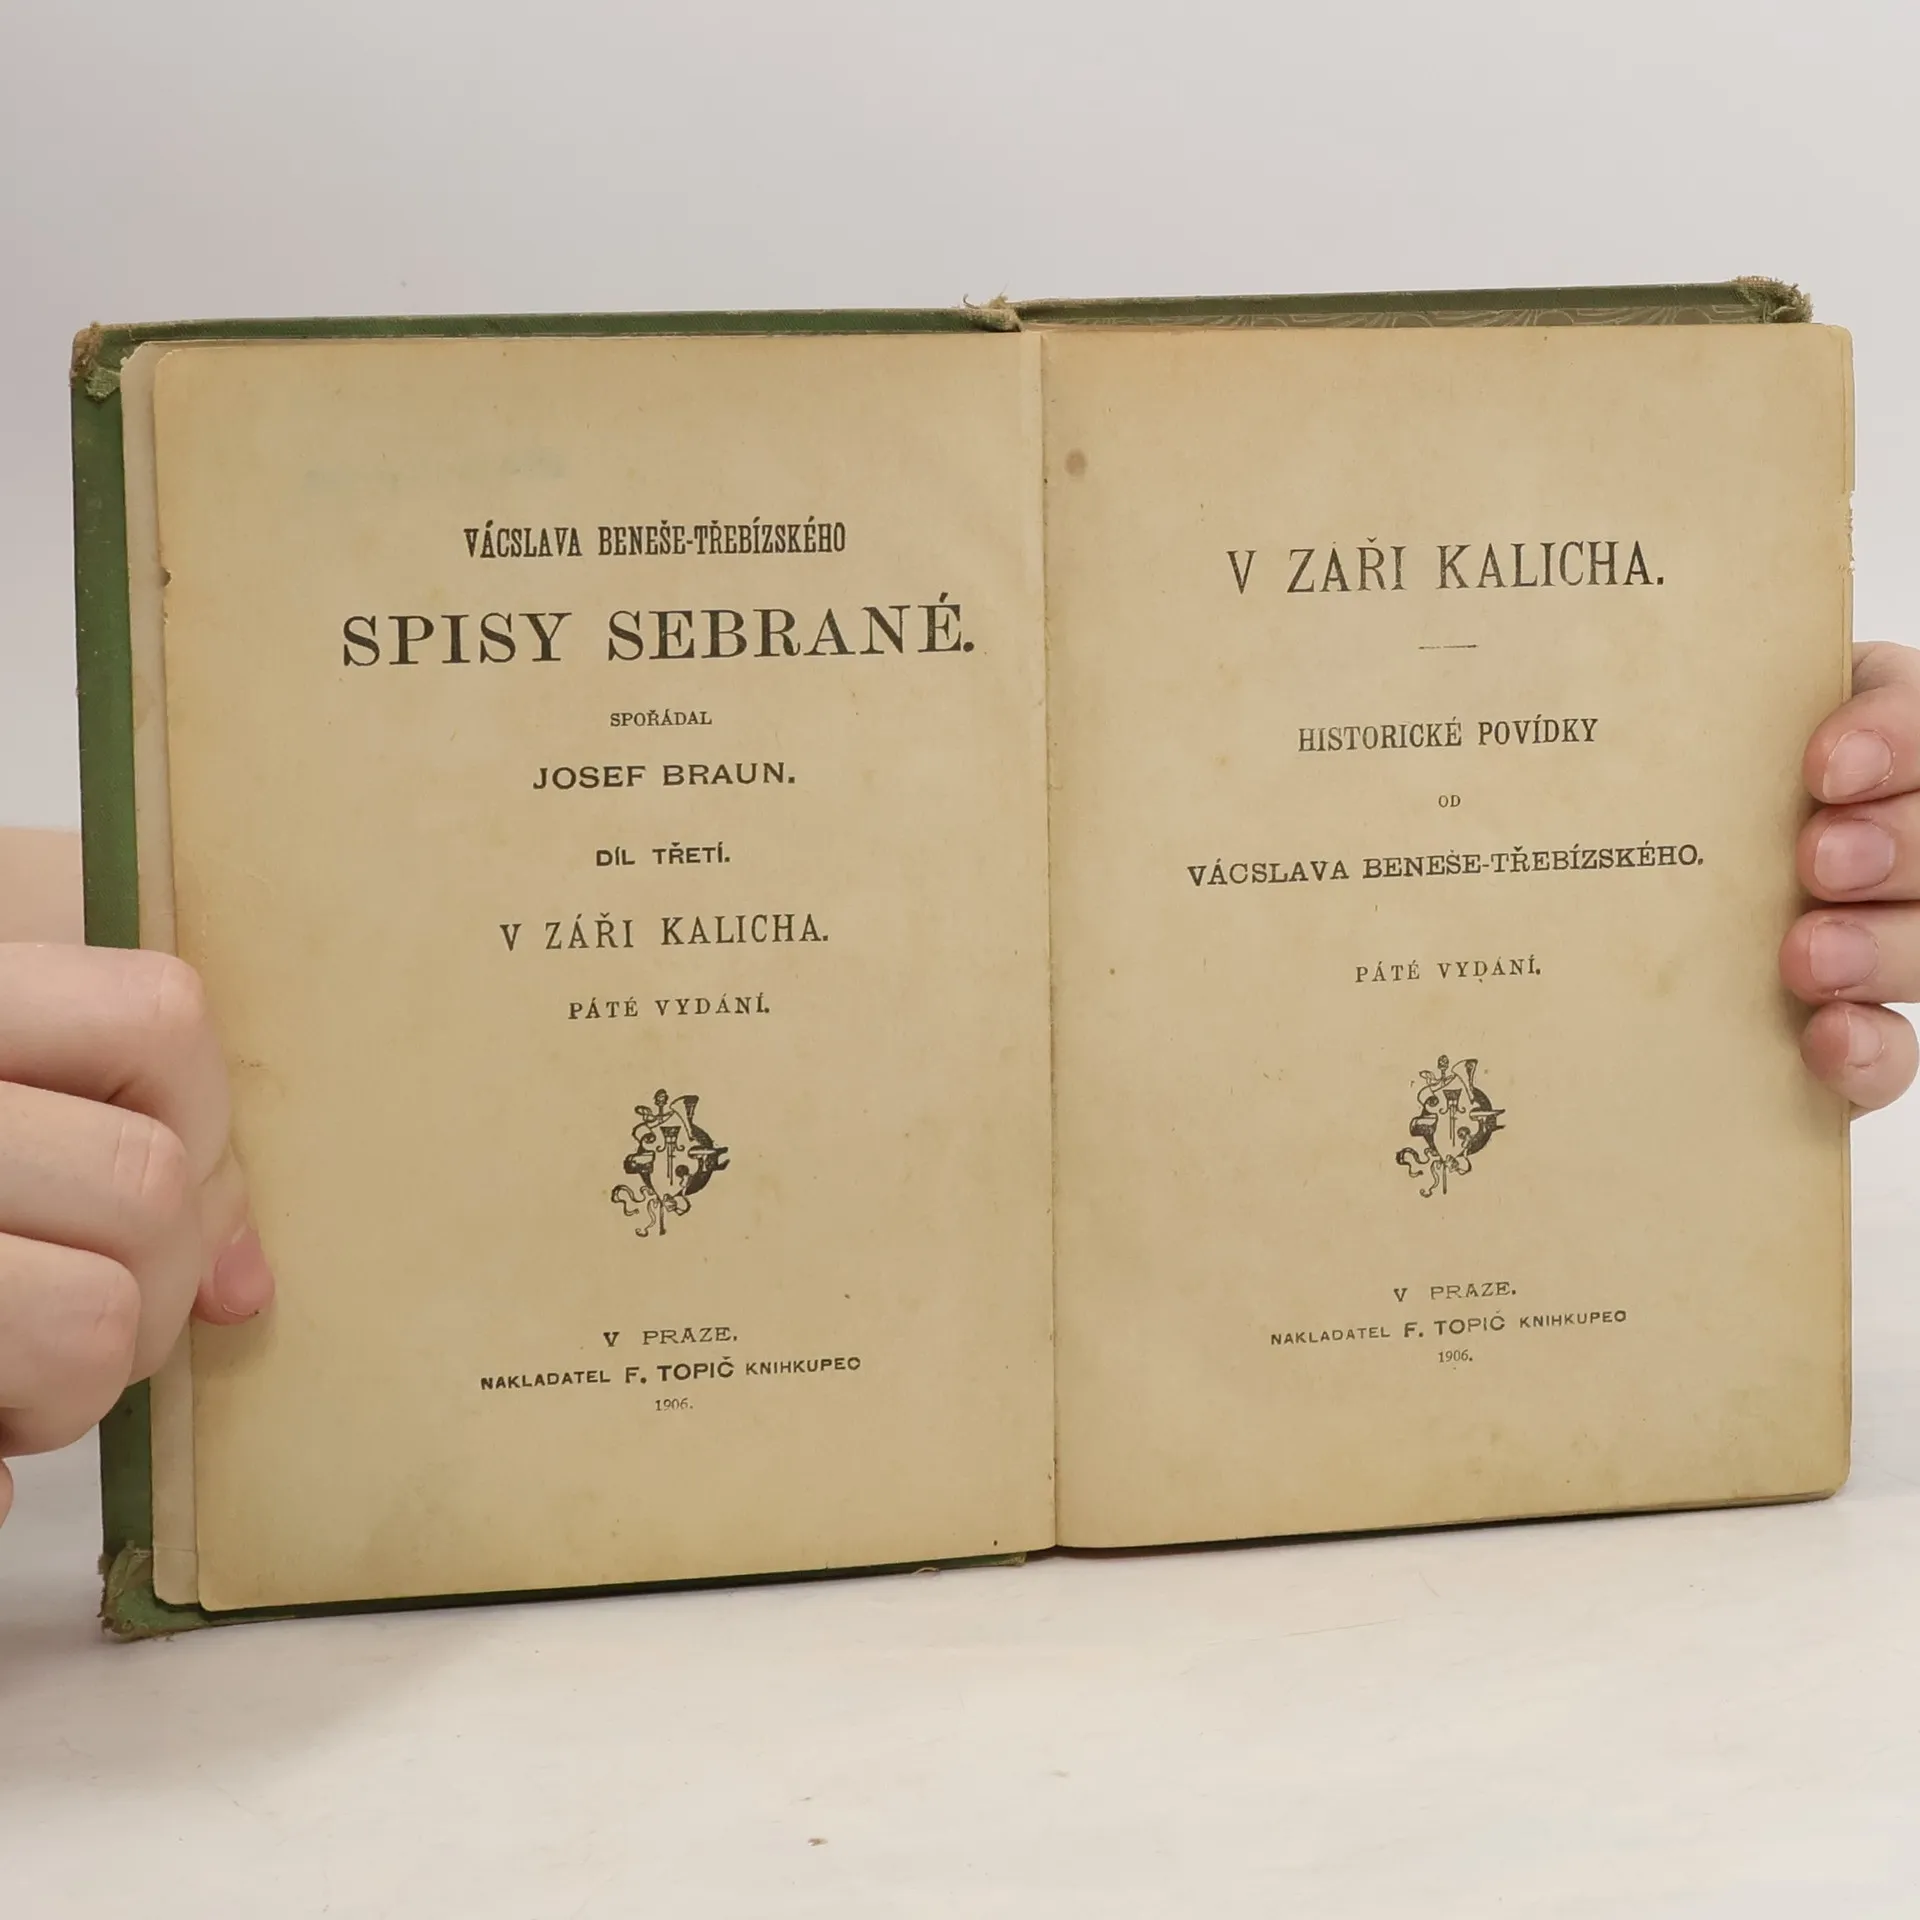 VÁCSLAVA BENEŠE-TŘEBÍZSKÉHO
SPISY SEBRANÉ.
SPOŘÁDAL
JOSEF BRAUN.
DÍL TŘETÍ.
V ZÁŘI KALICHA.
PÁTÉ VYDÁNÍ.
V PRAZE.
NAKLADATEL F. TOPIČ KNIHKUPEC
1906.
V ZÁŘI KALICHA.
HISTORICKÉ POVÍDKY
OD
VÁCSLAVA BENEŠE-TŘEBÍZSKÉHO.
PÁTÉ VYDÁNÍ.
V PRAZE.
NAKLADATEL F. TOPIČ KNIHKUPEC
1906.